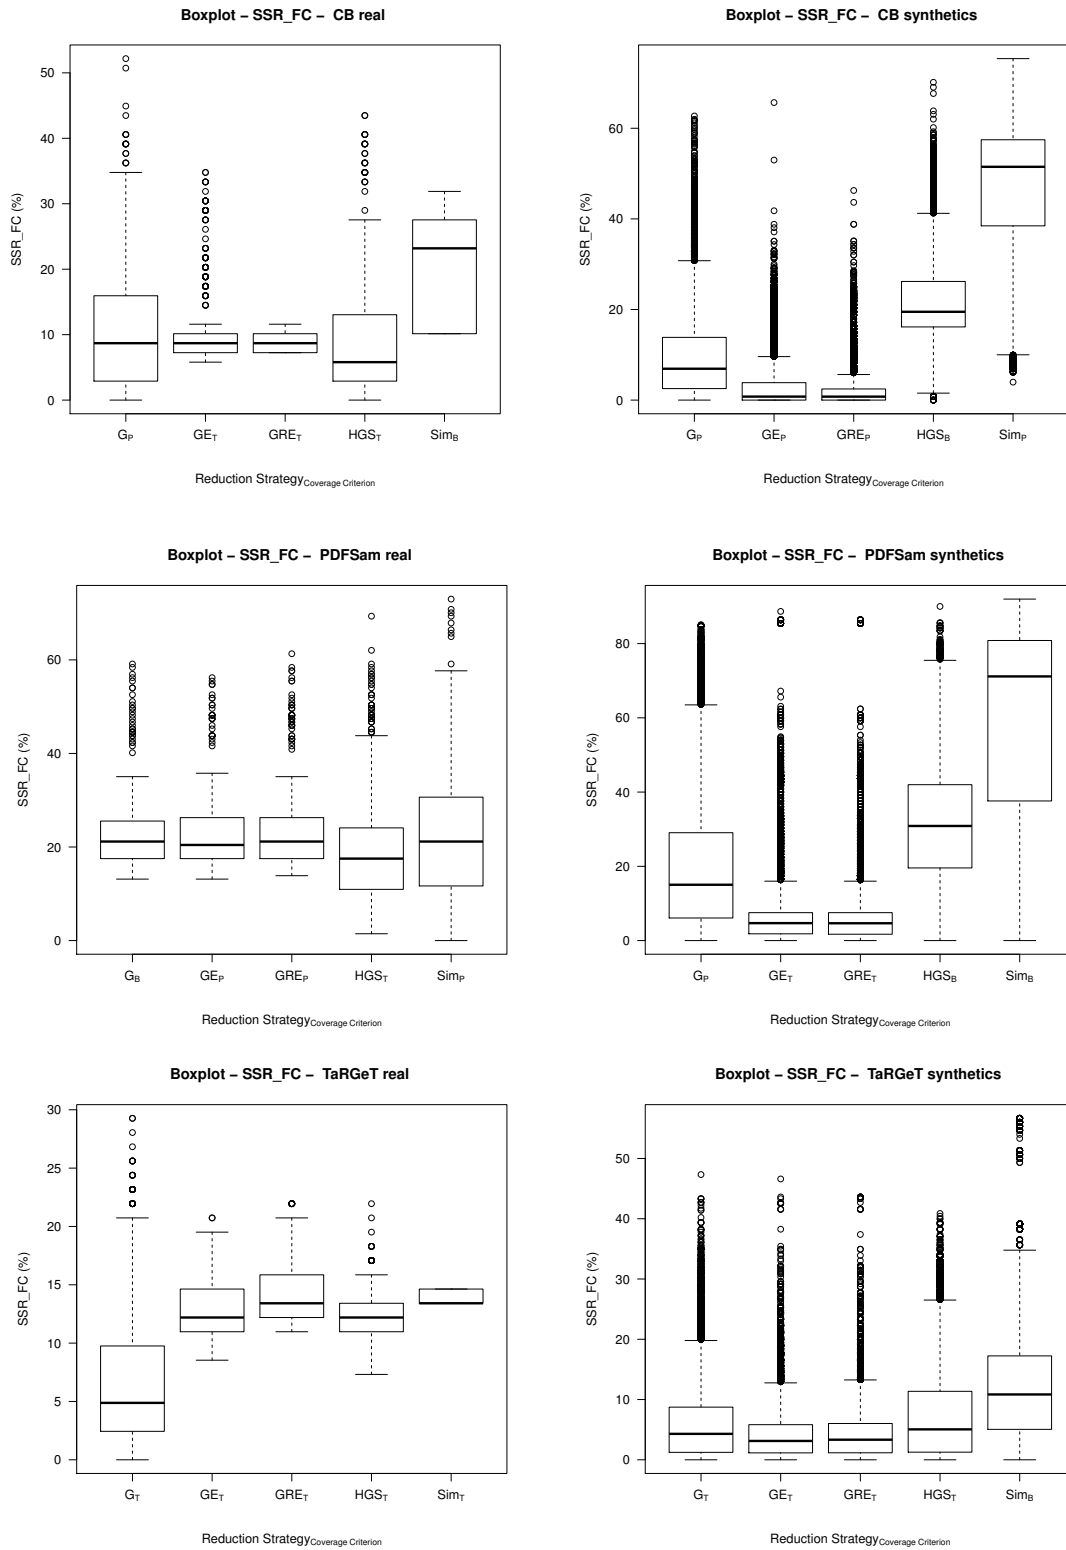 Boxplot − SSR_FC − CB real
SSR_FC (%)
50
40
30
20
10
0
G_P GE_T GRE_T HGS_T Sim_B
Reduction Strategy_Coverage Criterion
Boxplot − SSR_FC − CB synthetics
SSR_FC (%)
60
40
20
0
G_P GE_P GRE_P HGS_B Sim_P
Reduction Strategy_Coverage Criterion
Boxplot − SSR_FC − PDFSam real
SSR_FC (%)
60
40
20
0
G_B GE_P GRE_P HGS_T Sim_P
Reduction Strategy_Coverage Criterion
Boxplot − SSR_FC − PDFSam synthetics
SSR_FC (%)
80
60
40
20
0
G_P GE_T GRE_T HGS_B Sim_B
Reduction Strategy_Coverage Criterion
Boxplot − SSR_FC − TaRGeT real
SSR_FC (%)
30
25
20
15
10
5
0
G_T GE_T GRE_T HGS_T Sim_T
Reduction Strategy_Coverage Criterion
Boxplot − SSR_FC − TaRGeT synthetics
SSR_FC (%)
50
40
30
20
10
0
G_T GE_T GRE_T HGS_T Sim_B
Reduction Strategy_Coverage Criterion